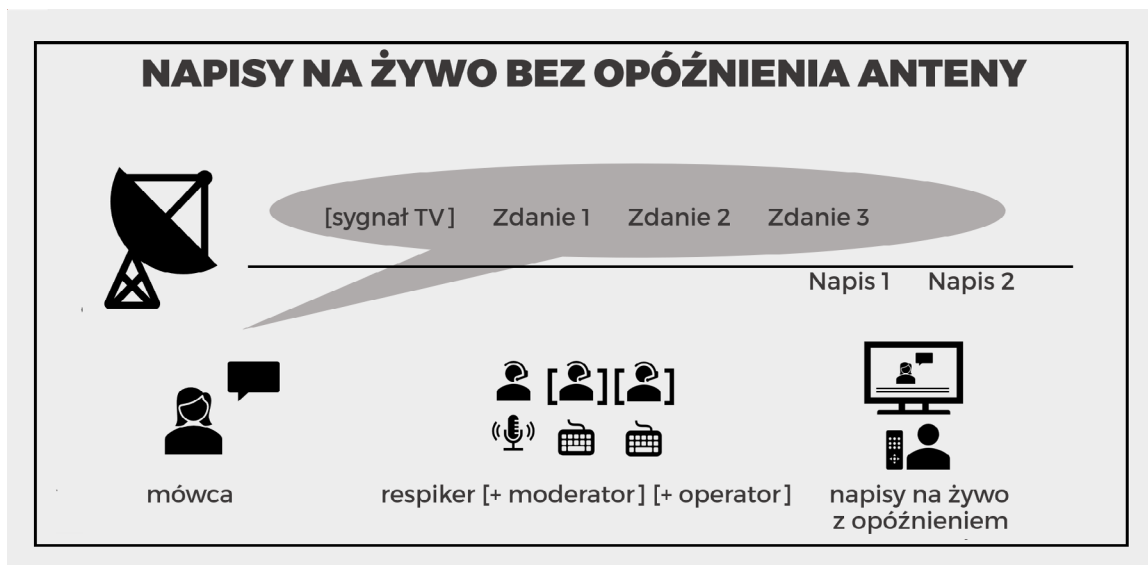 NAPISY NA ŻYWO BEZ OPÓŹNIENIA ANTENY
[sygnał TV] Zdanie 1 Zdanie 2 Zdanie 3
Napis 1 Napis 2
mówca
respiker [+ moderator] [+ operator]
napisy na żywo
z opóźnieniem